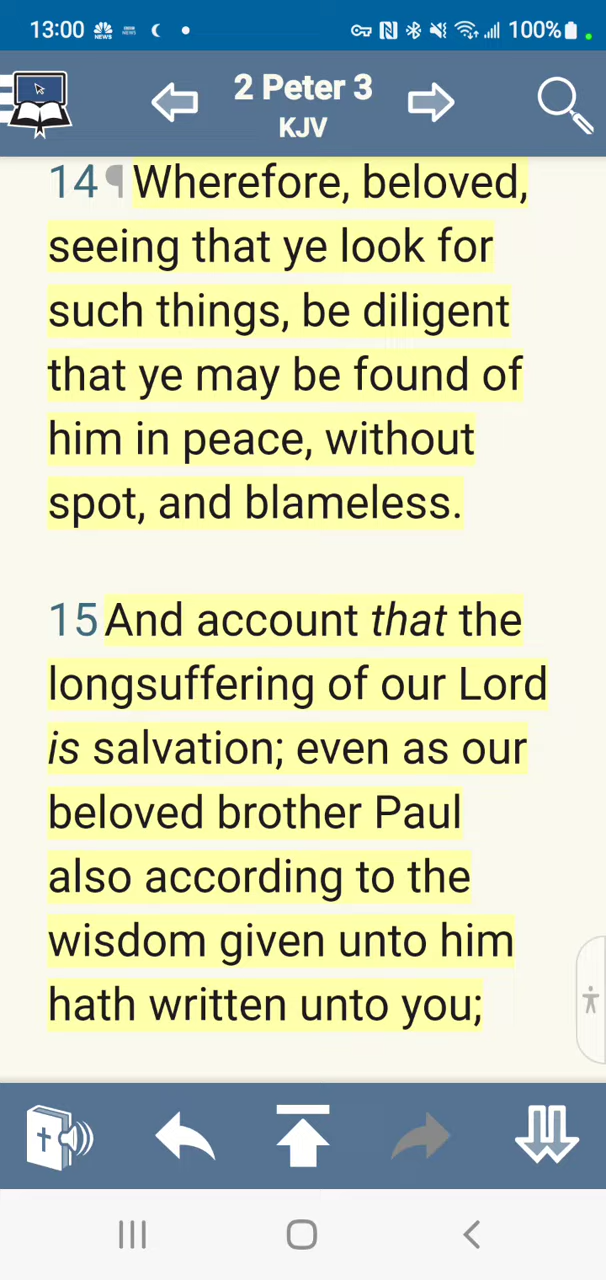 13:00
NEWS
100%
2 Peter 3
KJV
14 ¶ Wherefore, beloved,
seeing that ye look for
such things, be diligent
that ye may be found of
him in peace, without
spot, and blameless.
15 And account that the
longsuffering of our Lord
is salvation; even as our
beloved brother Paul
also according to the
wisdom given unto him
hath written unto you;